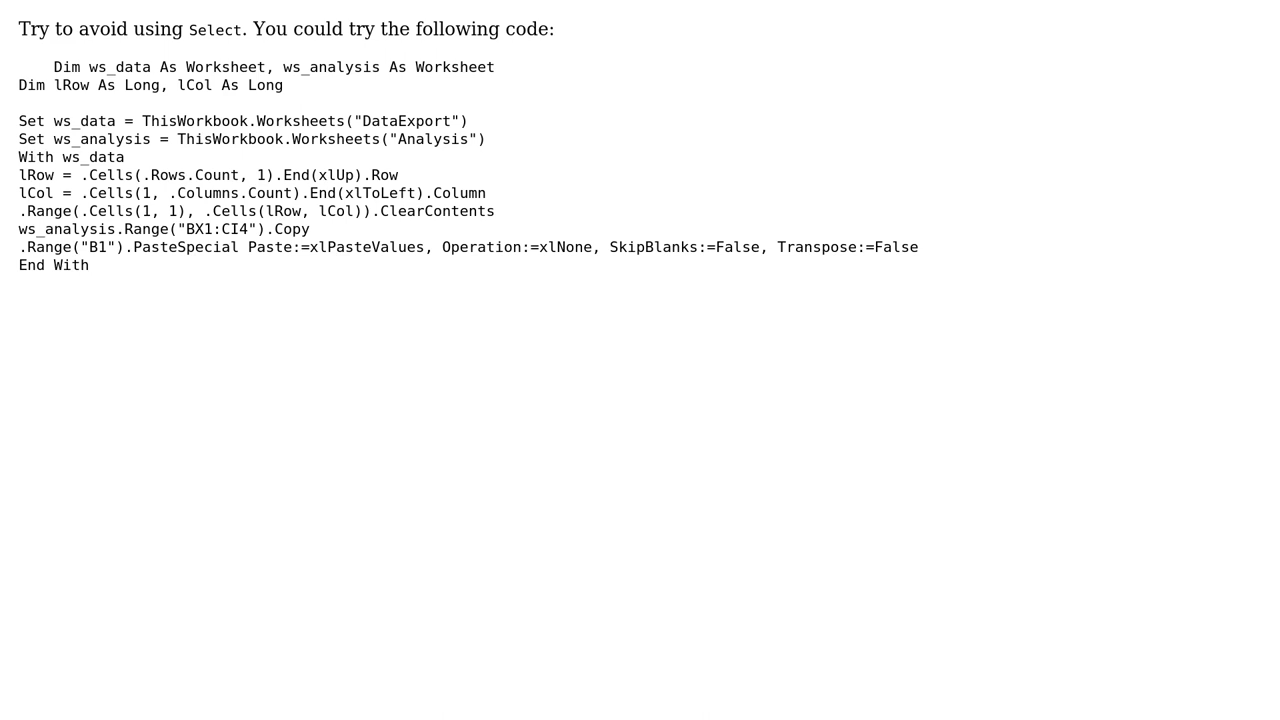 Try to avoid using Select. You could try the following code:
    Dim ws_data As Worksheet, ws_analysis As Worksheet
Dim lRow As Long, lCol As Long

Set ws_data = ThisWorkbook.Worksheets("DataExport")
Set ws_analysis = ThisWorkbook.Worksheets("Analysis")
With ws_data
lRow = .Cells(.Rows.Count, 1).End(xlUp).Row
lCol = .Cells(1, .Columns.Count).End(xlToLeft).Column
.Range(.Cells(1, 1), .Cells(lRow, lCol)).ClearContents
ws_analysis.Range("BX1:CI4").Copy
.Range("B1").PasteSpecial Paste:=xlPasteValues, Operation:=xlNone, SkipBlanks:=False, Transpose:=False
End With